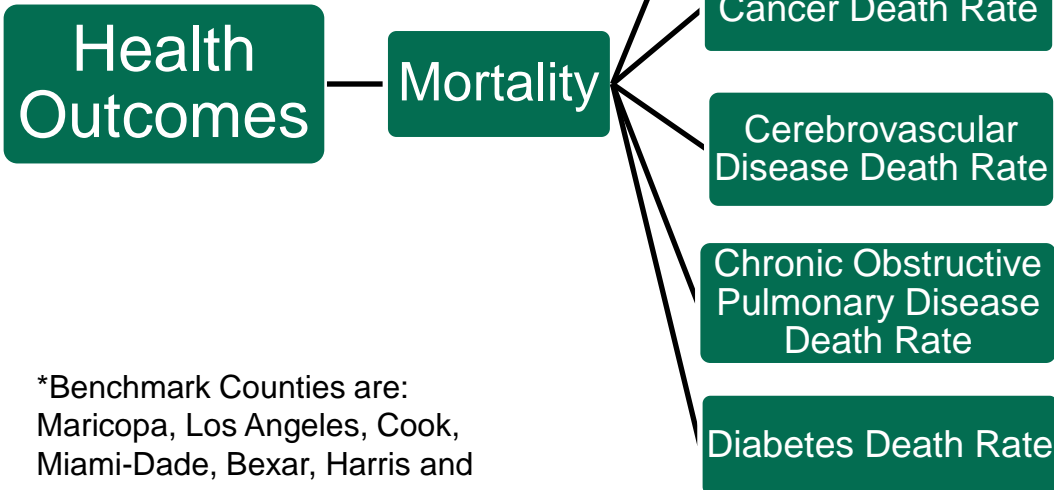 Health
Outcomes
Mortality
Cancer Death Rate
Cerebrovascular
Disease Death Rate
Chronic Obstructive
Pulmonary Disease
Death Rate
Diabetes Death Rate
*Benchmark Counties are:
Maricopa, Los Angeles, Cook,
Miami-Dade, Bexar, Harris and